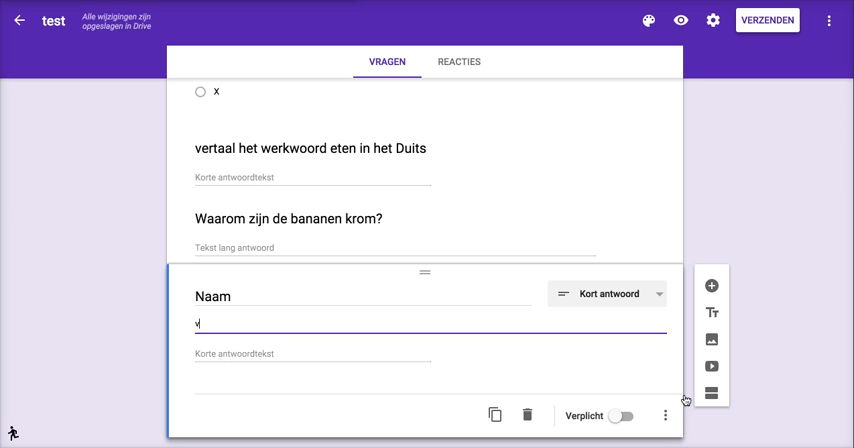 test
Alle wijzigingen zijn
opgeslagen in Drive
VERZENDEN
VRAGEN REACTIES
X
vertaal het werkwoord eten in het Duits
Korte antwoordtekst
Waarom zijn de bananen krom?
Tekst lang antwoord
Naam
Kort antwoord
v
Korte antwoordtekst
Verplicht